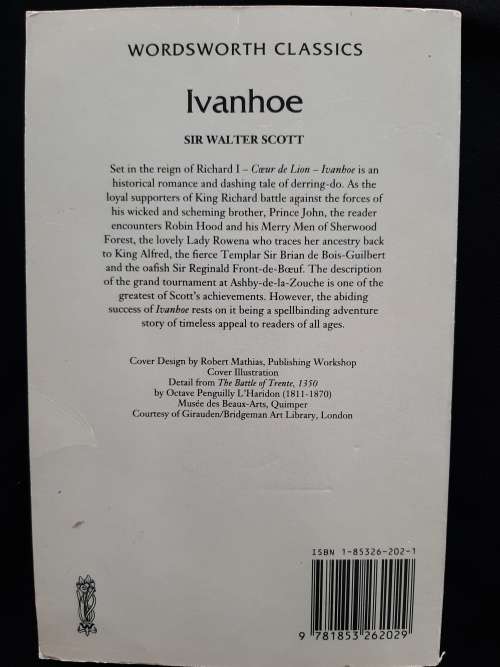 WORDSWORTH CLASSICS
Ivanhoe
SIR WALTER SCOTT
Set in the reign of Richard I – Cœur de Lion – Ivanhoe is an
historical romance and dashing tale of derring-do. As the
loyal supporters of King Richard battle against the forces of
his wicked and scheming brother, Prince John, the reader
encounters Robin Hood and his Merry Men of Sherwood
Forest, the lovely Lady Rowena who traces her ancestry back
to King Alfred, the fierce Templar Sir Brian de Bois-Guilbert
and the oafish Sir Reginald Front-de-Bœuf. The description
of the grand tournament at Ashby-de-la-Zouche is one of the
greatest of Scott's achievements. However, the abiding
success of Ivanhoe rests on it being a spellbinding adventure
story of timeless appeal to readers of all ages.
Cover Design by Robert Mathias, Publishing Workshop
Cover Illustration
Detail from The Battle of Trente, 1350
by Octave Penguilly L'Haridon (1811-1870)
Musée des Beaux-Arts, Quimper
Courtesy of Girauden/Bridgeman Art Library, London
ISBN 1-85326-202-1
9 781853 262029